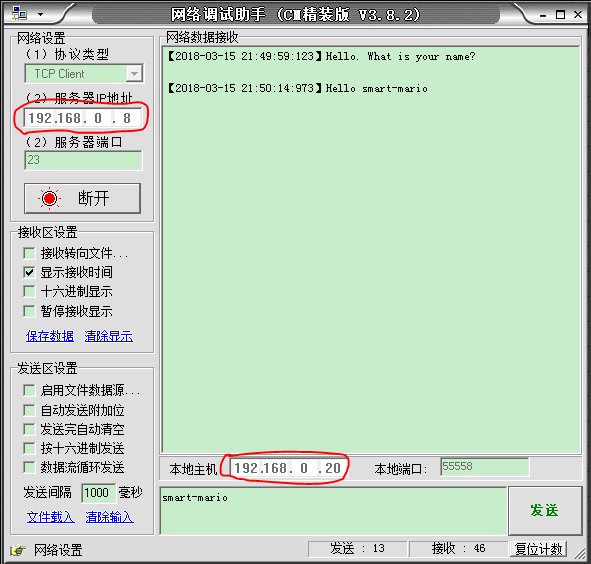 网络调试助手 (CM精装版 V3.8.2)
网络设置
(1) 协议类型
TCP Client
(2) 服务器IP地址
192.168. 0 . 8
(2) 服务器端口
23
断开
接收区设置
接收转向文件...
显示接收时间
十六进制显示
暂停接收显示
保存数据 清除显示
发送区设置
启用文件数据源...
自动发送附加位
发送完自动清空
按十六进制发送
数据流循环发送
发送间隔 1000 毫秒
文件载入 清除输入
网络数据接收
【2018-03-15 21:49:59:123】Hello. What is your name?
【2018-03-15 21:50:14:973】Hello smart-mario
本地主机 192.168. 0 .20 本地端口: 55558
smart-mario
发送
网络设置 发送 : 13 接收 : 46 复位计数